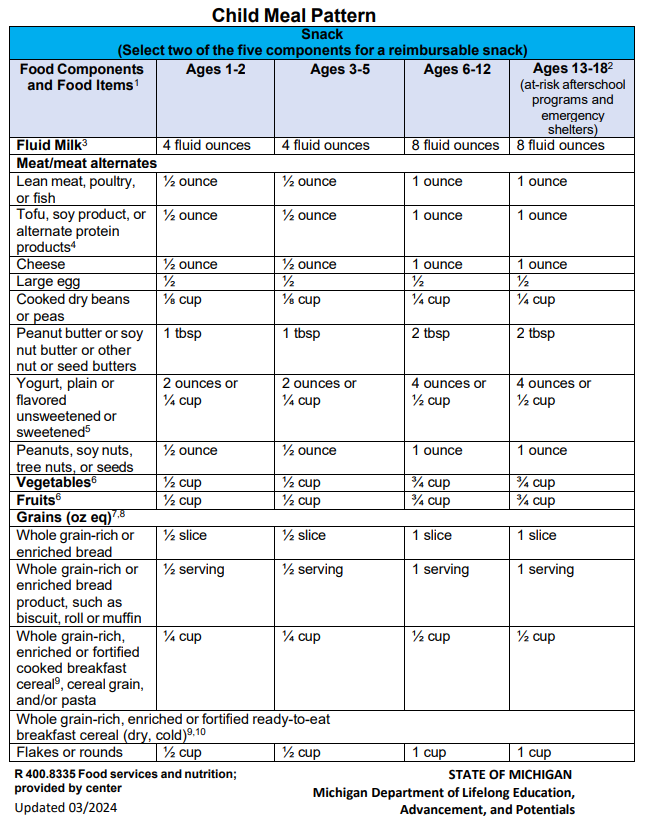 Child Meal Pattern
Snack
(Select two of the five components for a reimbursable snack)
Food Components and Food Items¹ Ages 1-2 Ages 3-5 Ages 6-12 Ages 13-18² (at-risk afterschool programs and emergency shelters)
Fluid Milk³ 4 fluid ounces 4 fluid ounces 8 fluid ounces 8 fluid ounces
Meat/meat alternates
Lean meat, poultry, or fish ½ ounce ½ ounce 1 ounce 1 ounce
Tofu, soy product, or alternate protein products⁴ ½ ounce ½ ounce 1 ounce 1 ounce
Cheese ½ ounce ½ ounce 1 ounce 1 ounce
Large egg ½ ½ ½ ½
Cooked dry beans or peas ⅛ cup ⅛ cup ¼ cup ¼ cup
Peanut butter or soy nut butter or other nut or seed butters 1 tbsp 1 tbsp 2 tbsp 2 tbsp
Yogurt, plain or flavored unsweetened or sweetened⁵ 2 ounces or ¼ cup 2 ounces or ¼ cup 4 ounces or ½ cup 4 ounces or ½ cup
Peanuts, soy nuts, tree nuts, or seeds ½ ounce ½ ounce 1 ounce 1 ounce
Vegetables⁶ ½ cup ½ cup ¾ cup ¾ cup
Fruits⁶ ½ cup ½ cup ¾ cup ¾ cup
Grains (oz eq)⁷,⁸
Whole grain-rich or enriched bread ½ slice ½ slice 1 slice 1 slice
Whole grain-rich or enriched bread product, such as biscuit, roll or muffin ½ serving ½ serving 1 serving 1 serving
Whole grain-rich, enriched or fortified cooked breakfast cereal⁹, cereal grain, and/or pasta ¼ cup ¼ cup ½ cup ½ cup
Whole grain-rich, enriched or fortified ready-to-eat breakfast cereal (dry, cold)⁹,¹⁰
Flakes or rounds ½ cup ½ cup 1 cup 1 cup
R 400.8335 Food services and nutrition; provided by center
Updated 03/2024
STATE OF MICHIGAN
Michigan Department of Lifelong Education,
Advancement, and Potentials